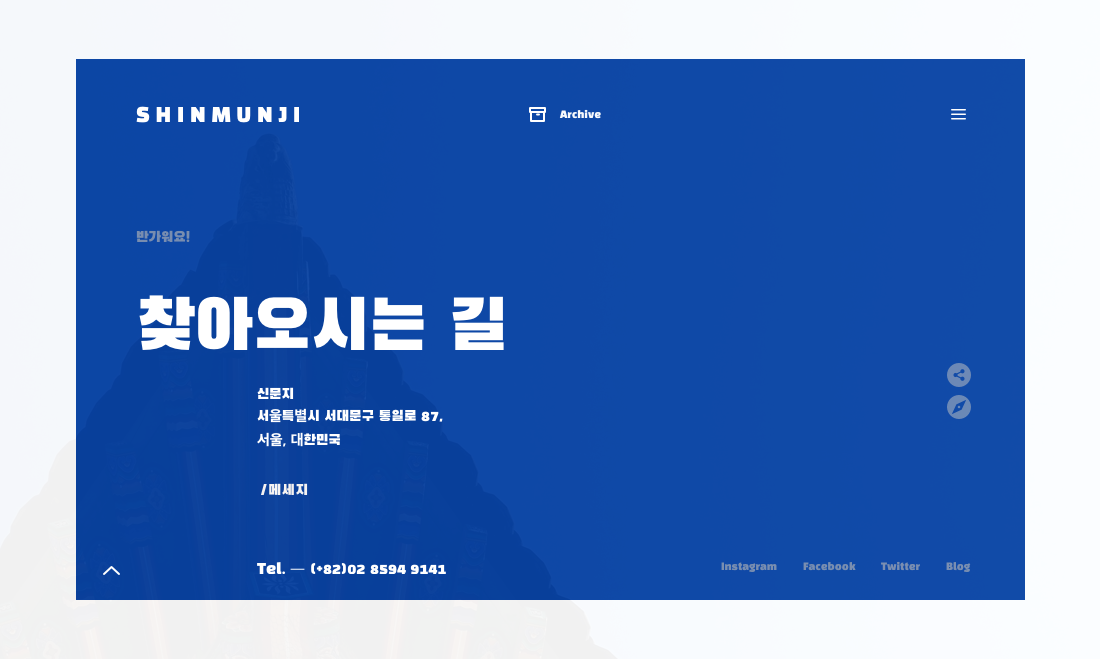 SHINMUNJI
Archive
반가워요!
찾아오시는 길
신문지
서울특별시 서대문구 통일로 87,
서울, 대한민국
/메세지
Tel. — (+82)02 8594 9141
Instagram Facebook Twitter Blog